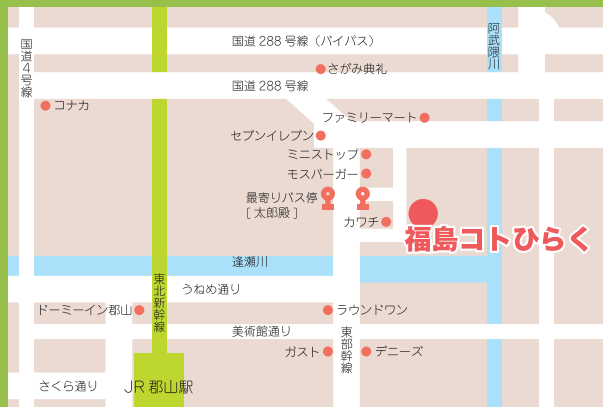 国道288号線（バイパス）
阿武隈川
国道4号線
さがみ典礼
国道288号線
コナカ
ファミリーマート
セブンイレブン
ミニストップ
モスバーガー
最寄りバス停
[太郎殿]
カワチ
福島コトひらく
逢瀬川
東北新幹線
うねめ通り
ドーミーイン郡山
ラウンドワン
美術館通り
東部幹線
ガスト
デニーズ
さくら通り
JR郡山駅